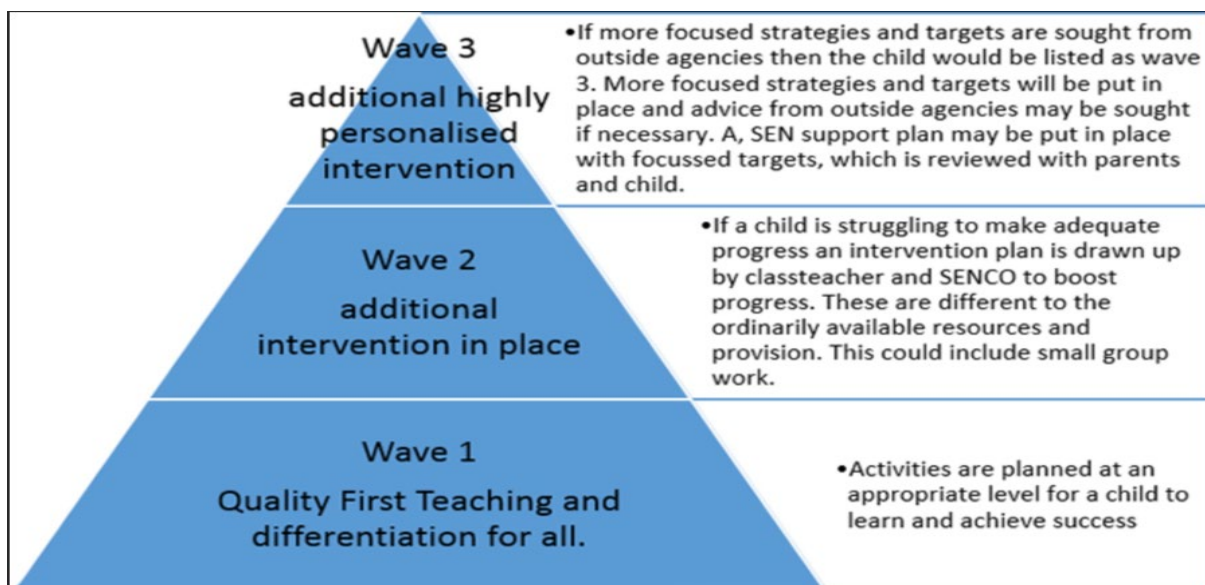 Wave 3
additional highly
personalised
intervention
•If more focused strategies and targets are sought from
outside agencies then the child would be listed as wave
3. More focused strategies and targets will be put in
place and advice from outside agencies may be sought
if necessary. A, SEN support plan may be put in place
with focussed targets, which is reviewed with parents
and child.
Wave 2
additional
intervention in place
•If a child is struggling to make adequate
progress an intervention plan is drawn up
by classteacher and SENCO to boost
progress. These are different to the
ordinarily available resources and
provision. This could include small group
work.
Wave 1
Quality First Teaching and
differentiation for all.
•Activities are planned at an
appropriate level for a child to
learn and achieve success